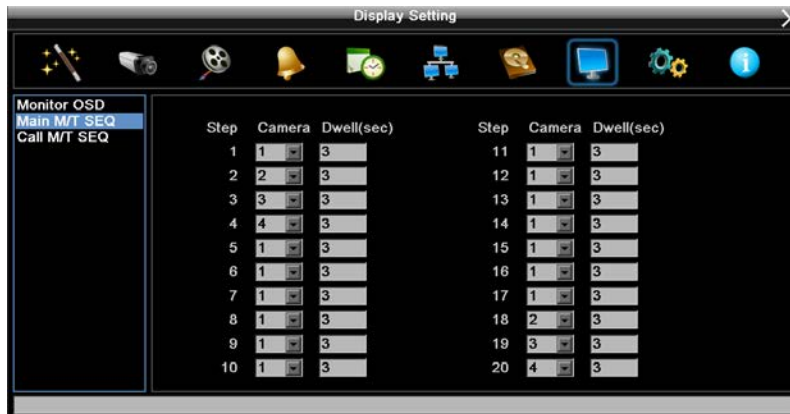 Display Setting
Monitor OSD
Main M/T SEQ
Call M/T SEQ
Step Camera Dwell(sec) Step Camera Dwell(sec)
1 1 3 11 1 3
2 2 3 12 1 3
3 3 3 13 1 3
4 4 3 14 1 3
5 1 3 15 1 3
6 1 3 16 1 3
7 1 3 17 1 3
8 1 3 18 2 3
9 1 3 19 3 3
10 1 3 20 4 3